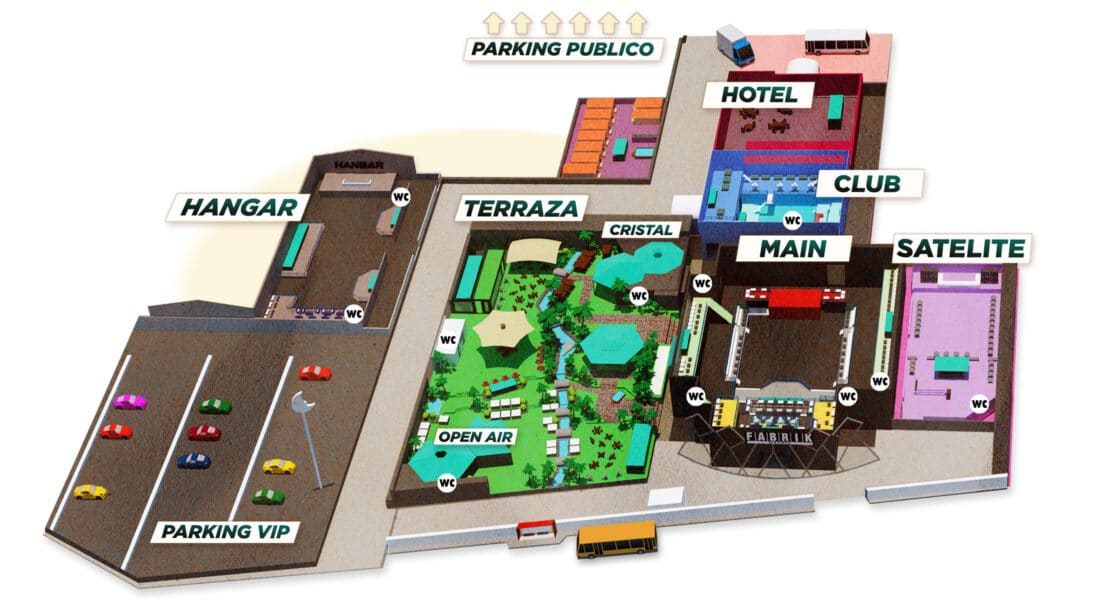 PARKING PUBLICO
HOTEL
HANGAR
WC
HANGAR
TERRAZA
CRISTAL
CLUB
WC
MAIN
SATELITE
WC
WC
WC
WC
WC
WC
WC
WC
FABRIK
OPEN AIR
WC
PARKING VIP